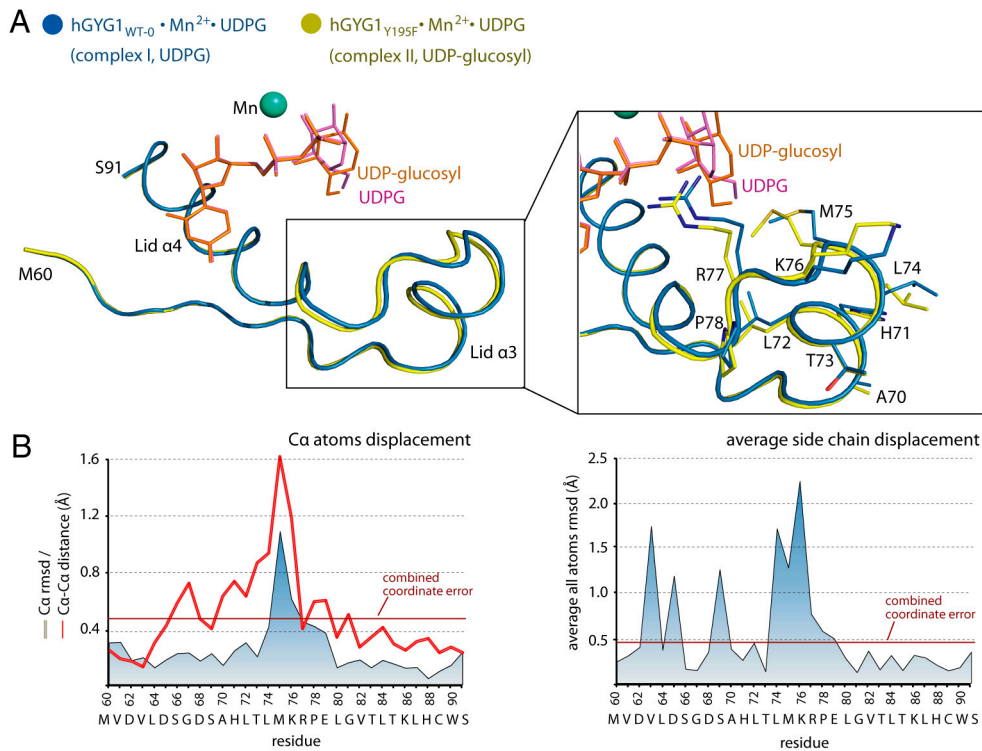 A
hGYG1WT-0 • Mn2+• UDPG
(complex I, UDPG)
hGYG1Y195F• Mn2+• UDPG
(complex II, UDP-glucosyl)
Mn
S91
UDP-glucosyl
UDPG
Lid α4
M60
Lid α3
UDP-glucosyl
UDPG
M75
R77
K76
L74
P78
L72
H71
T73
A70
B
Cα atoms displacement
Cα rmsd /
Cα-Cα distance (Å)
1.6
1.2
0.8
0.4
combined
coordinate error
60 62 64 66 68 70 72 74 76 78 80 82 84 86 88 90
M V D V L D S G D S A H L T L M K R P E L G V T L T K L H C W S
residue
average side chain displacement
average all atoms rmsd (Å)
2.5
2.0
1.5
1.0
0.5
combined
coordinate error
60 62 64 66 68 70 72 74 76 78 80 82 84 86 88 90
M V D V L D S G D S A H L T L M K R P E L G V T L T K L H C W S
residue